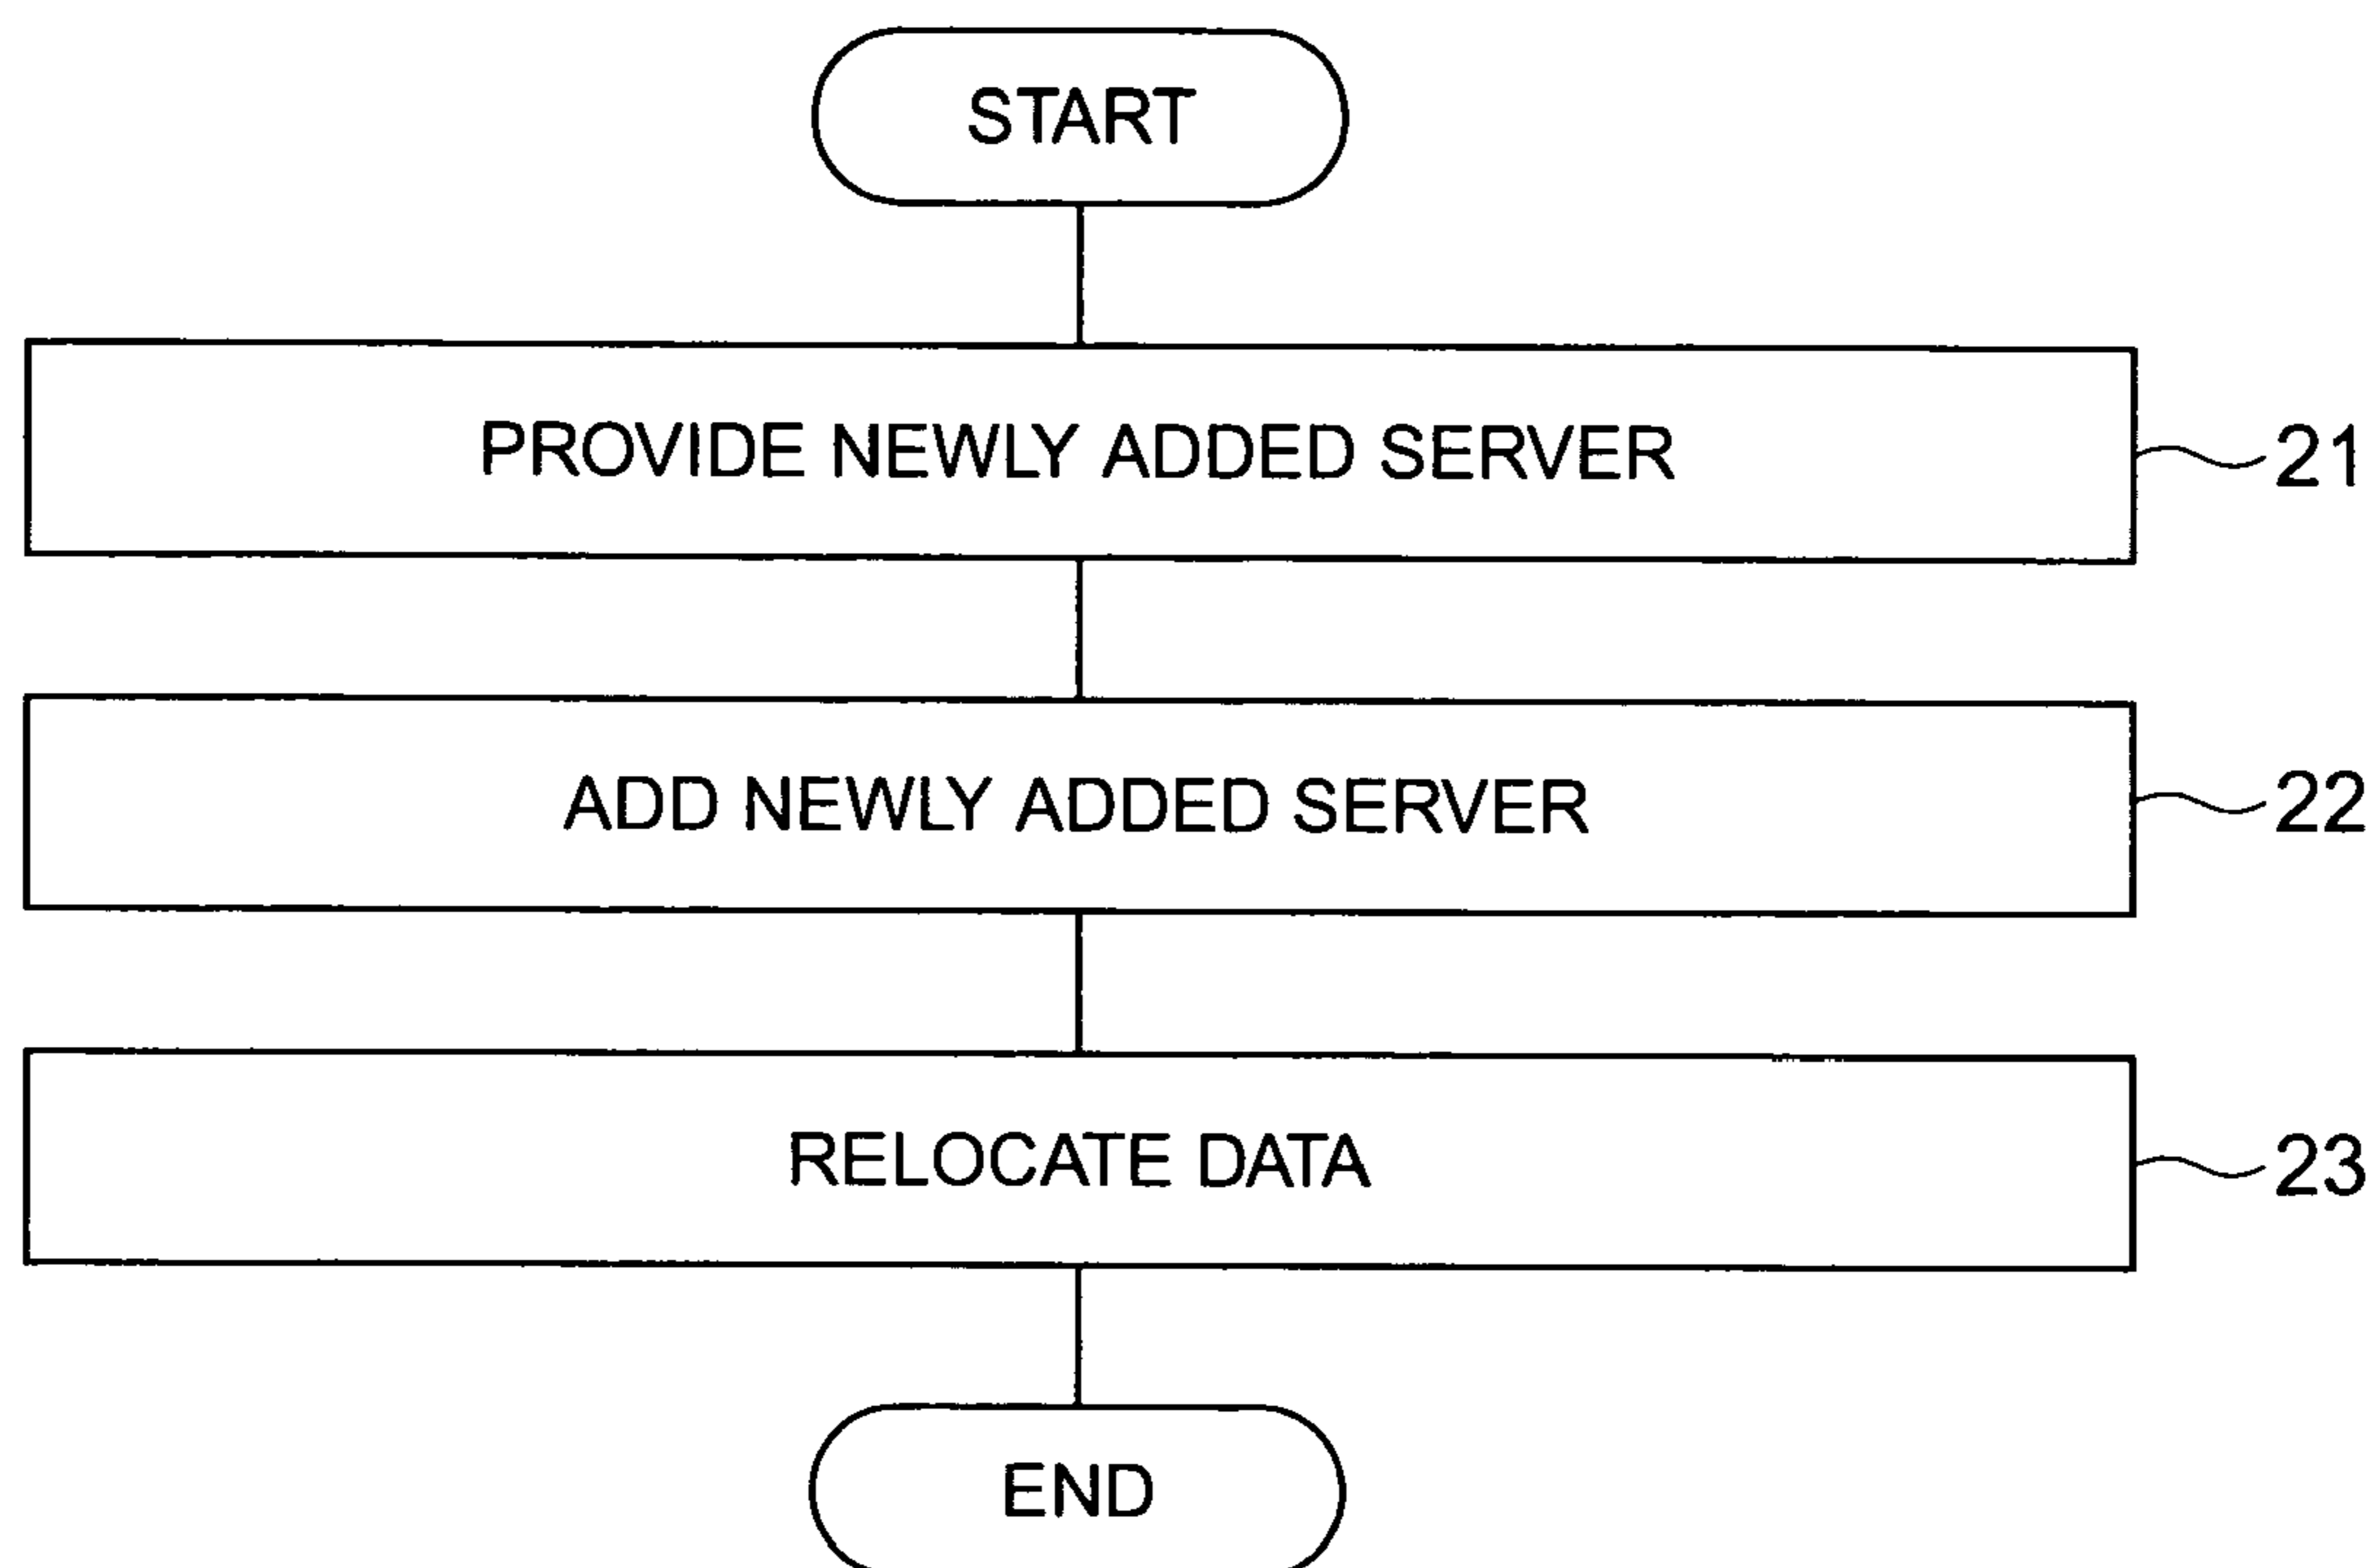 START
PROVIDE NEWLY ADDED SERVER
21
ADD NEWLY ADDED SERVER
22
RELOCATE DATA
23
END